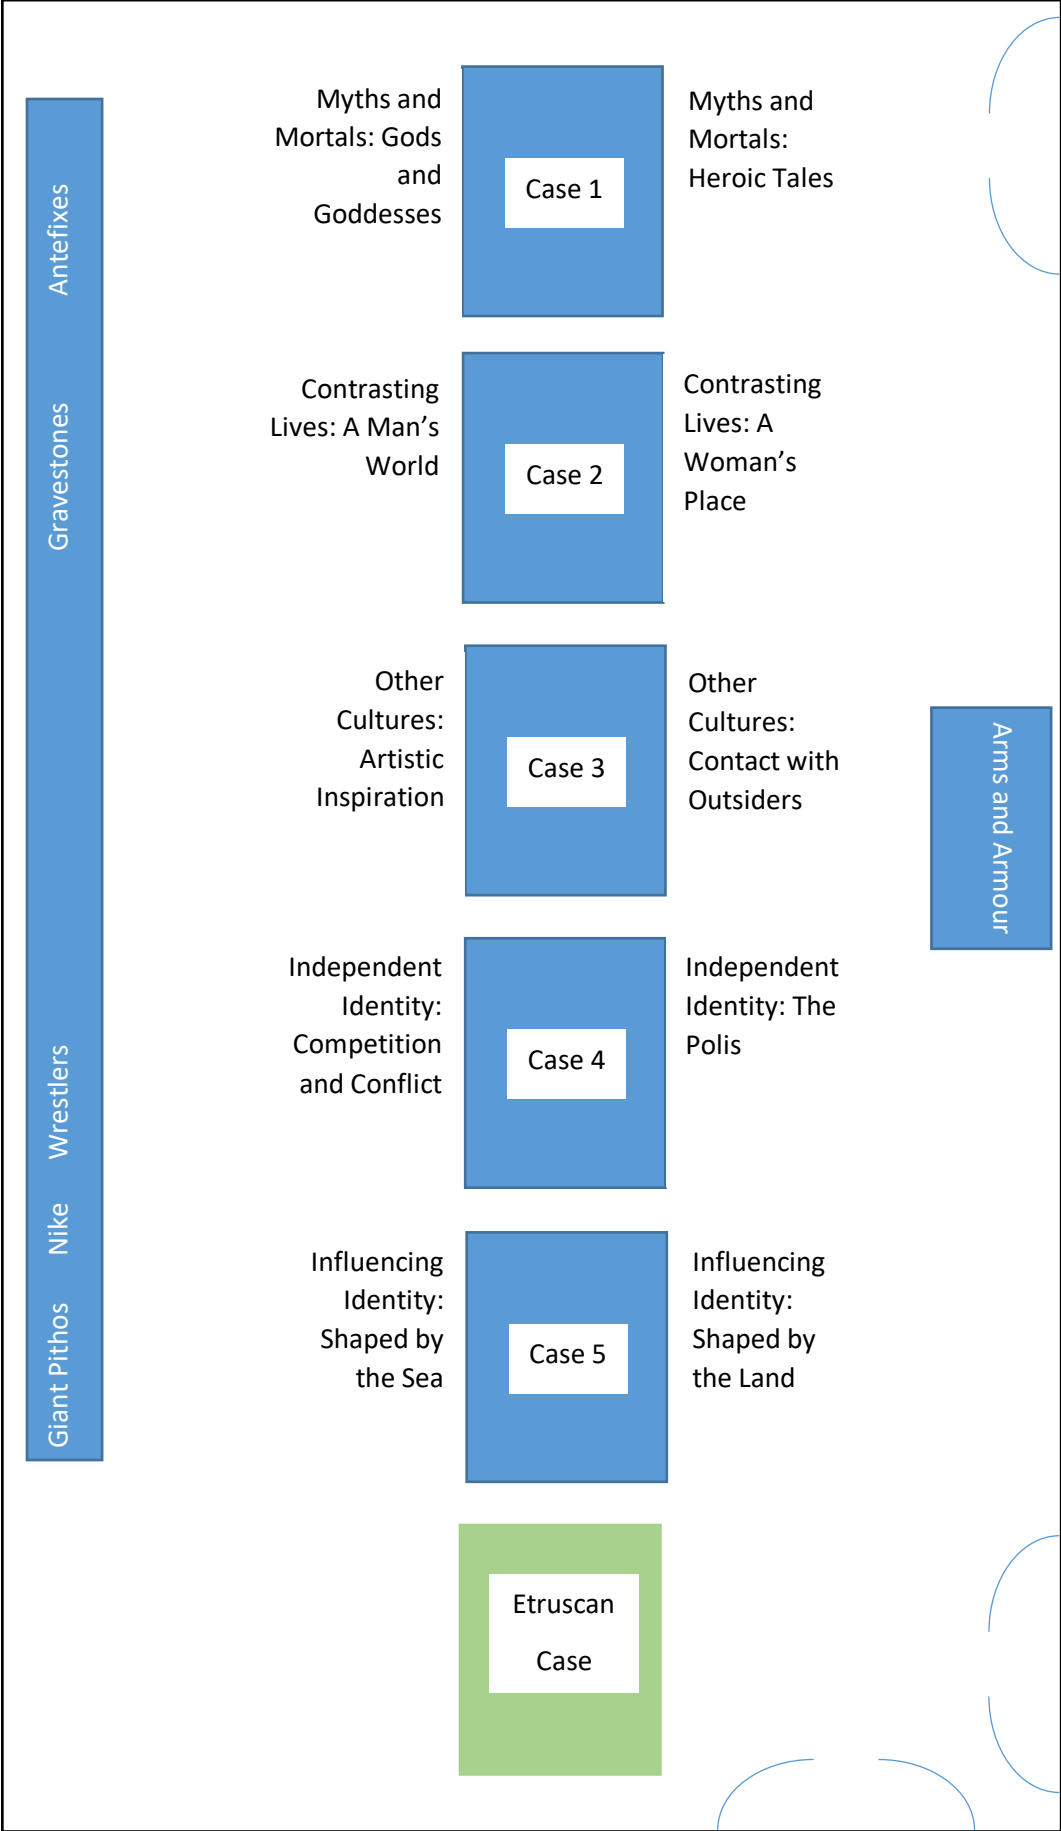 Antefixes
Gravestones
Wrestlers
Nike
Giant Pithos
Myths and
Mortals: Gods
and
Goddesses
Case 1
Myths and
Mortals:
Heroic Tales
Contrasting
Lives: A Man’s
World
Case 2
Contrasting
Lives: A
Woman’s
Place
Other
Cultures:
Artistic
Inspiration
Case 3
Other
Cultures:
Contact with
Outsiders
Arms and Armour
Independent
Identity:
Competition
and Conflict
Case 4
Independent
Identity: The
Polis
Influencing
Identity:
Shaped by
the Sea
Case 5
Influencing
Identity:
Shaped by
the Land
Etruscan
Case